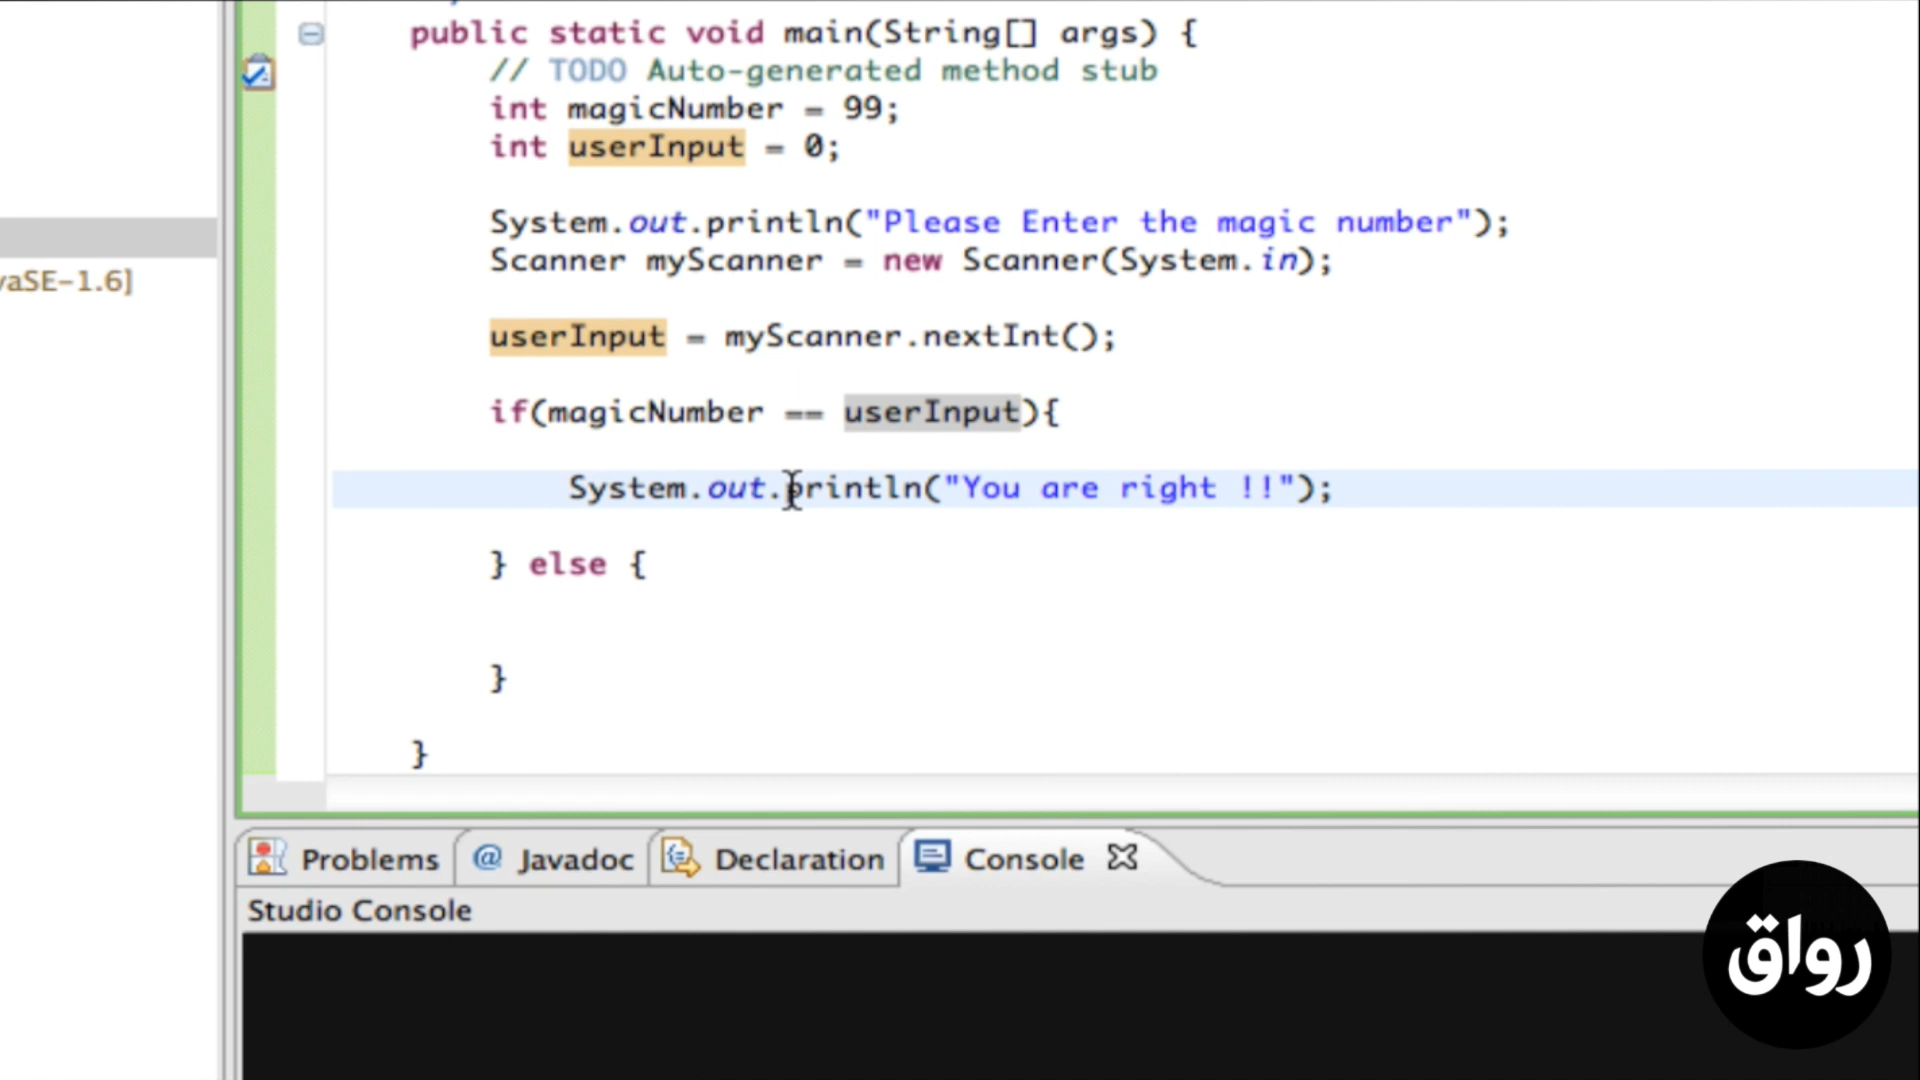 public static void main(String[] args) {
// TODO Auto-generated method stub
int magicNumber = 99;
int userInput = 0;
System.out.println("Please Enter the magic number");
Scanner myScanner = new Scanner(System.in);
vaSE-1.6]
userInput = myScanner.nextInt();
if(magicNumber == userInput){
System.out.println("You are right !!");
} else {
}
}
Problems @ Javadoc Declaration Console
Studio Console
رواق